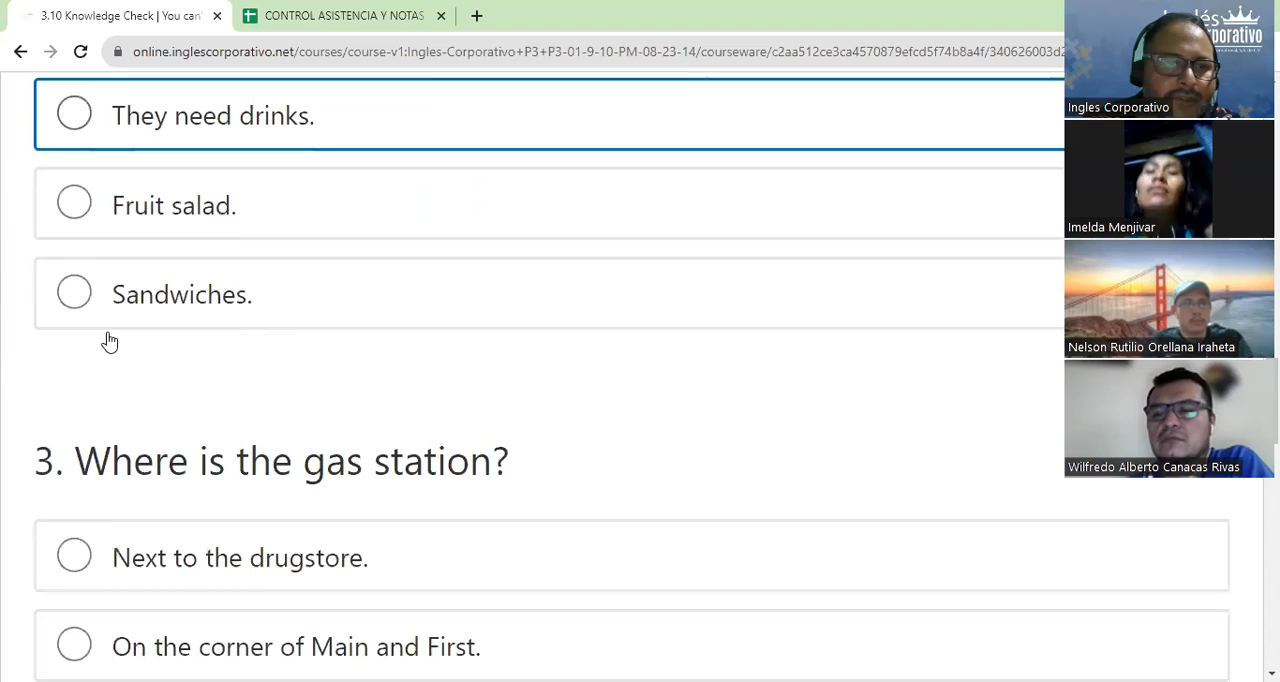 3.10 Knowledge Check | You can'
CONTROL ASISTENCIA Y NOTAS
online.inglescorporativo.net/courses/course-v1:Ingles-Corporativo+P3+P3-01-9-10-PM-08-23-14/courseware/c2aa512ce3ca4570879efcd5f74b8a4f/340626003d2
Ingles Corporativo
Imelda Menjivar
Nelson Rutilio Orellana Iraheta
Wilfredo Alberto Canacas Rivas
They need drinks.
Fruit salad.
Sandwiches.
3. Where is the gas station?
Next to the drugstore.
On the corner of Main and First.